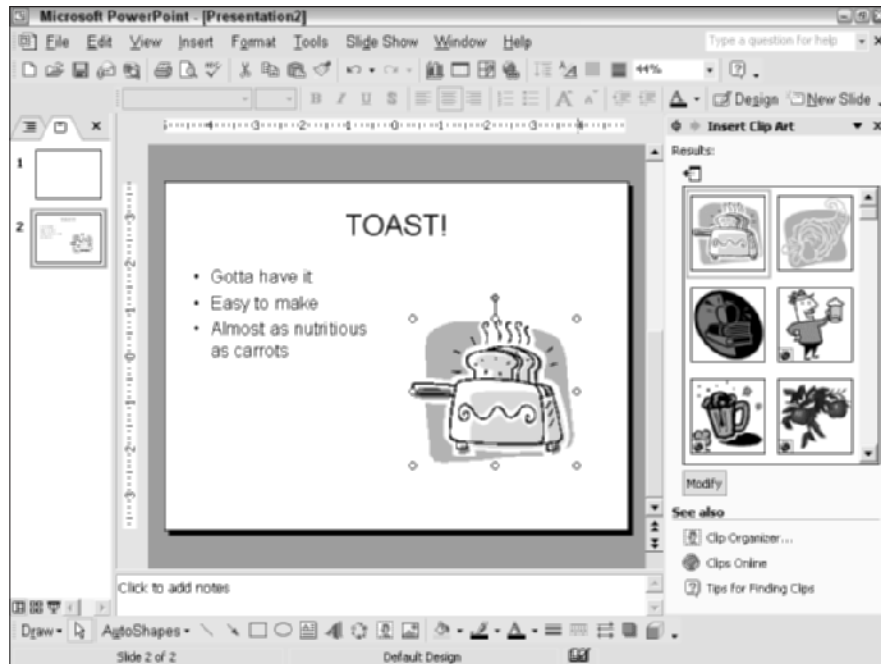 Microsoft PowerPoint - [Presentation2]
File Edit View Insert Format Tools Slide Show Window Help Type a question for help
44%
B I U S A Design New Slide
Insert Clip Art
Results:
1
2
TOAST!
• Gotta have it
• Easy to make
• Almost as nutritious
as carrots
Modify
See also
Clip Organizer...
Clips Online
Tips for Finding Clips
Click to add notes
Draw AutoShapes
Slide 2 of 2 Default Design